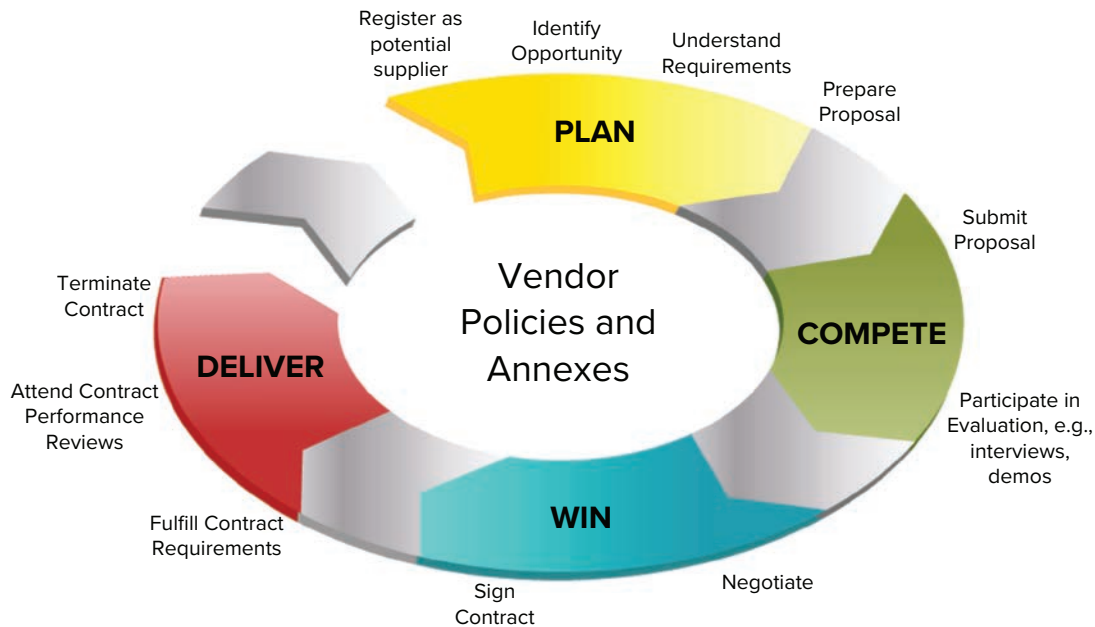 Register as
potential
supplier
Identify
Opportunity
Understand
Requirements
Prepare
Proposal
PLAN
Submit
Proposal
COMPETE
Participate in
Evaluation, e.g.,
interviews,
demos
Negotiate
WIN
Sign
Contract
Fulfill Contract
Requirements
DELIVER
Attend Contract
Performance
Reviews
Terminate
Contract
Vendor
Policies and
Annexes